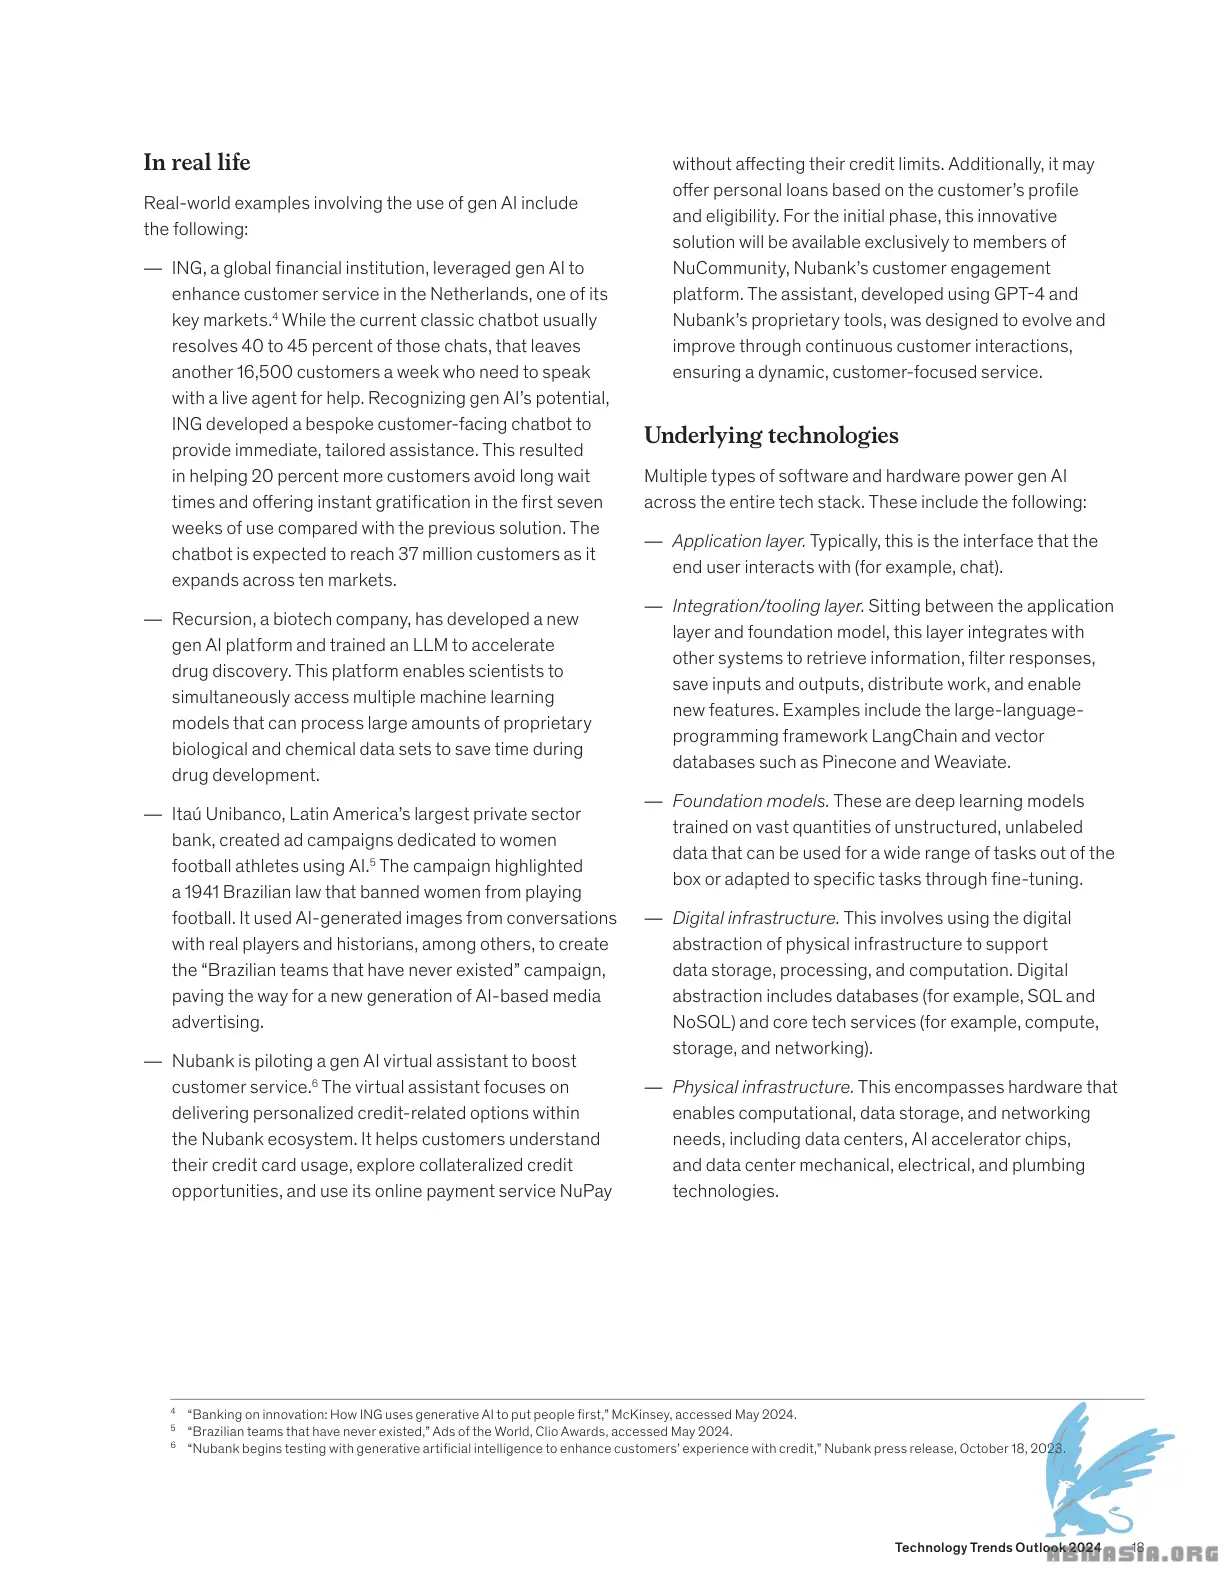 In real life
Real-world examples involving the use of gen AI include
the following:
— ING, a global financial institution, leveraged gen AI to
enhance customer service in the Netherlands, one of its
key markets.⁴ While the current classic chatbot usually
resolves 40 to 45 percent of those chats, that leaves
another 16,500 customers a week who need to speak
with a live agent for help. Recognizing gen AI’s potential,
ING developed a bespoke customer-facing chatbot to
provide immediate, tailored assistance. This resulted
in helping 20 percent more customers avoid long wait
times and offering instant gratification in the first seven
weeks of use compared with the previous solution. The
chatbot is expected to reach 37 million customers as it
expands across ten markets.
— Recursion, a biotech company, has developed a new
gen AI platform and trained an LLM to accelerate
drug discovery. This platform enables scientists to
simultaneously access multiple machine learning
models that can process large amounts of proprietary
biological and chemical data sets to save time during
drug development.
— Itaú Unibanco, Latin America’s largest private sector
bank, created ad campaigns dedicated to women
football athletes using AI.⁵ The campaign highlighted
a 1941 Brazilian law that banned women from playing
football. It used AI-generated images from conversations
with real players and historians, among others, to create
the “Brazilian teams that have never existed” campaign,
paving the way for a new generation of AI-based media
advertising.
— Nubank is piloting a gen AI virtual assistant to boost
customer service.⁶ The virtual assistant focuses on
delivering personalized credit-related options within
the Nubank ecosystem. It helps customers understand
their credit card usage, explore collateralized credit
opportunities, and use its online payment service NuPay
without affecting their credit limits. Additionally, it may
offer personal loans based on the customer’s profile
and eligibility. For the initial phase, this innovative
solution will be available exclusively to members of
NuCommunity, Nubank’s customer engagement
platform. The assistant, developed using GPT-4 and
Nubank’s proprietary tools, was designed to evolve and
improve through continuous customer interactions,
ensuring a dynamic, customer-focused service.
Underlying technologies
Multiple types of software and hardware power gen AI
across the entire tech stack. These include the following:
— Application layer. Typically, this is the interface that the
end user interacts with (for example, chat).
— Integration/tooling layer. Sitting between the application
layer and foundation model, this layer integrates with
other systems to retrieve information, filter responses,
save inputs and outputs, distribute work, and enable
new features. Examples include the large-language-
programming framework LangChain and vector
databases such as Pinecone and Weaviate.
— Foundation models. These are deep learning models
trained on vast quantities of unstructured, unlabeled
data that can be used for a wide range of tasks out of the
box or adapted to specific tasks through fine-tuning.
— Digital infrastructure. This involves using the digital
abstraction of physical infrastructure to support
data storage, processing, and computation. Digital
abstraction includes databases (for example, SQL and
NoSQL) and core tech services (for example, compute,
storage, and networking).
— Physical infrastructure. This encompasses hardware that
enables computational, data storage, and networking
needs, including data centers, AI accelerator chips,
and data center mechanical, electrical, and plumbing
technologies.
⁴ “Banking on innovation: How ING uses generative AI to put people first,” McKinsey, accessed May 2024.
⁵ “Brazilian teams that have never existed,” Ads of the World, Clio Awards, accessed May 2024.
⁶ “Nubank begins testing with generative artificial intelligence to enhance customers’ experience with credit,” Nubank press release, October 18, 2023.
Technology Trends Outlook 2024 18
ABWASIA.ORG